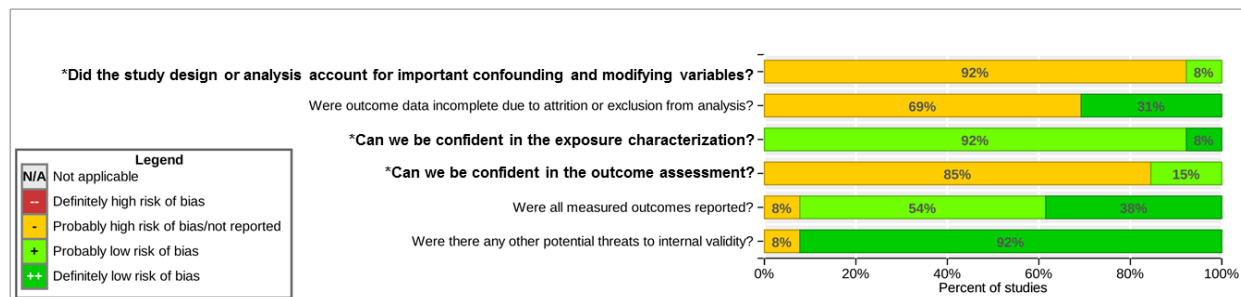 *Did the study design or analysis account for important confounding and modifying variables?
92%
8%
Were outcome data incomplete due to attrition or exclusion from analysis?
69%
31%
*Can we be confident in the exposure characterization?
92%
8%
*Can we be confident in the outcome assessment?
85%
15%
Were all measured outcomes reported?
8%
54%
38%
Were there any other potential threats to internal validity?
8%
92%
0%
20%
40%
60%
80%
100%
Percent of studies
Legend
N/A Not applicable
-- Definitely high risk of bias
- Probably high risk of bias/not reported
+ Probably low risk of bias
++ Definitely low risk of bias